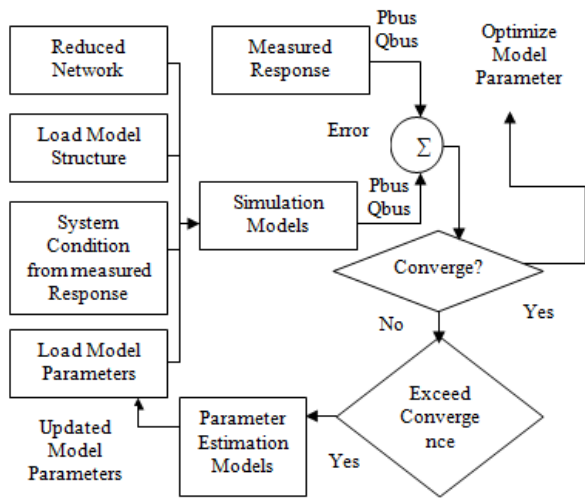 Reduced
Network
Measured
Response
Pbus
Qbus
Optimize
Model
Parameter
Load Model
Structure
Error
Σ
System
Condition
from measured
Response
Simulation
Models
Pbus
Qbus
Converge?
Yes
No
Load Model
Parameters
Exceed
Converge
nce
Yes
Parameter
Estimation
Models
Updated
Model
Parameters